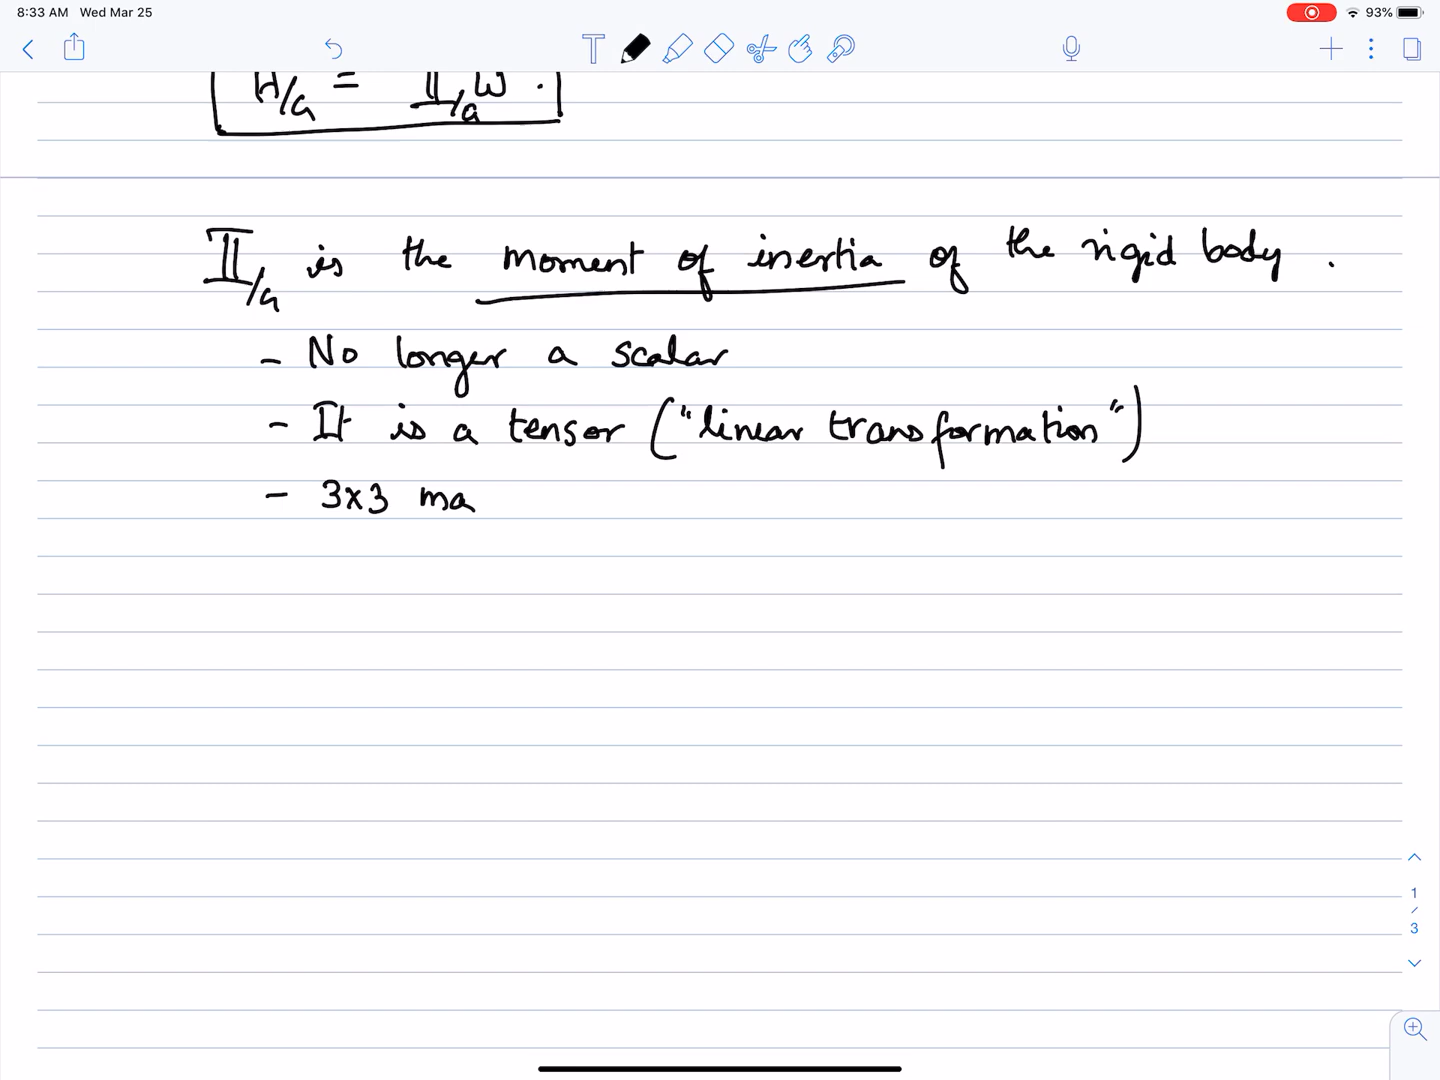 8:33 AM Wed Mar 25
93%
T
H/G = 𝕀/G ω .
𝕀/G is the moment of inertia of the rigid body .
- No longer a scalar
- It is a tensor ("linear transformation")
- 3x3 ma
1
/
3